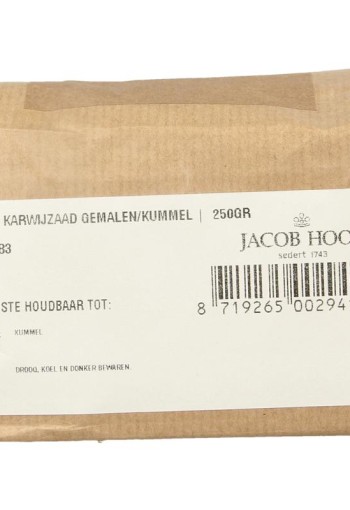 KARWIJZAAD GEMALEN/KUMMEL | 250GR
83
JACOB HOO
sedert 1743
STE HOUDBAAR TOT:
8 719265 00294
KUMMEL
DROOG, KOEL EN DONKER BEWAREN.